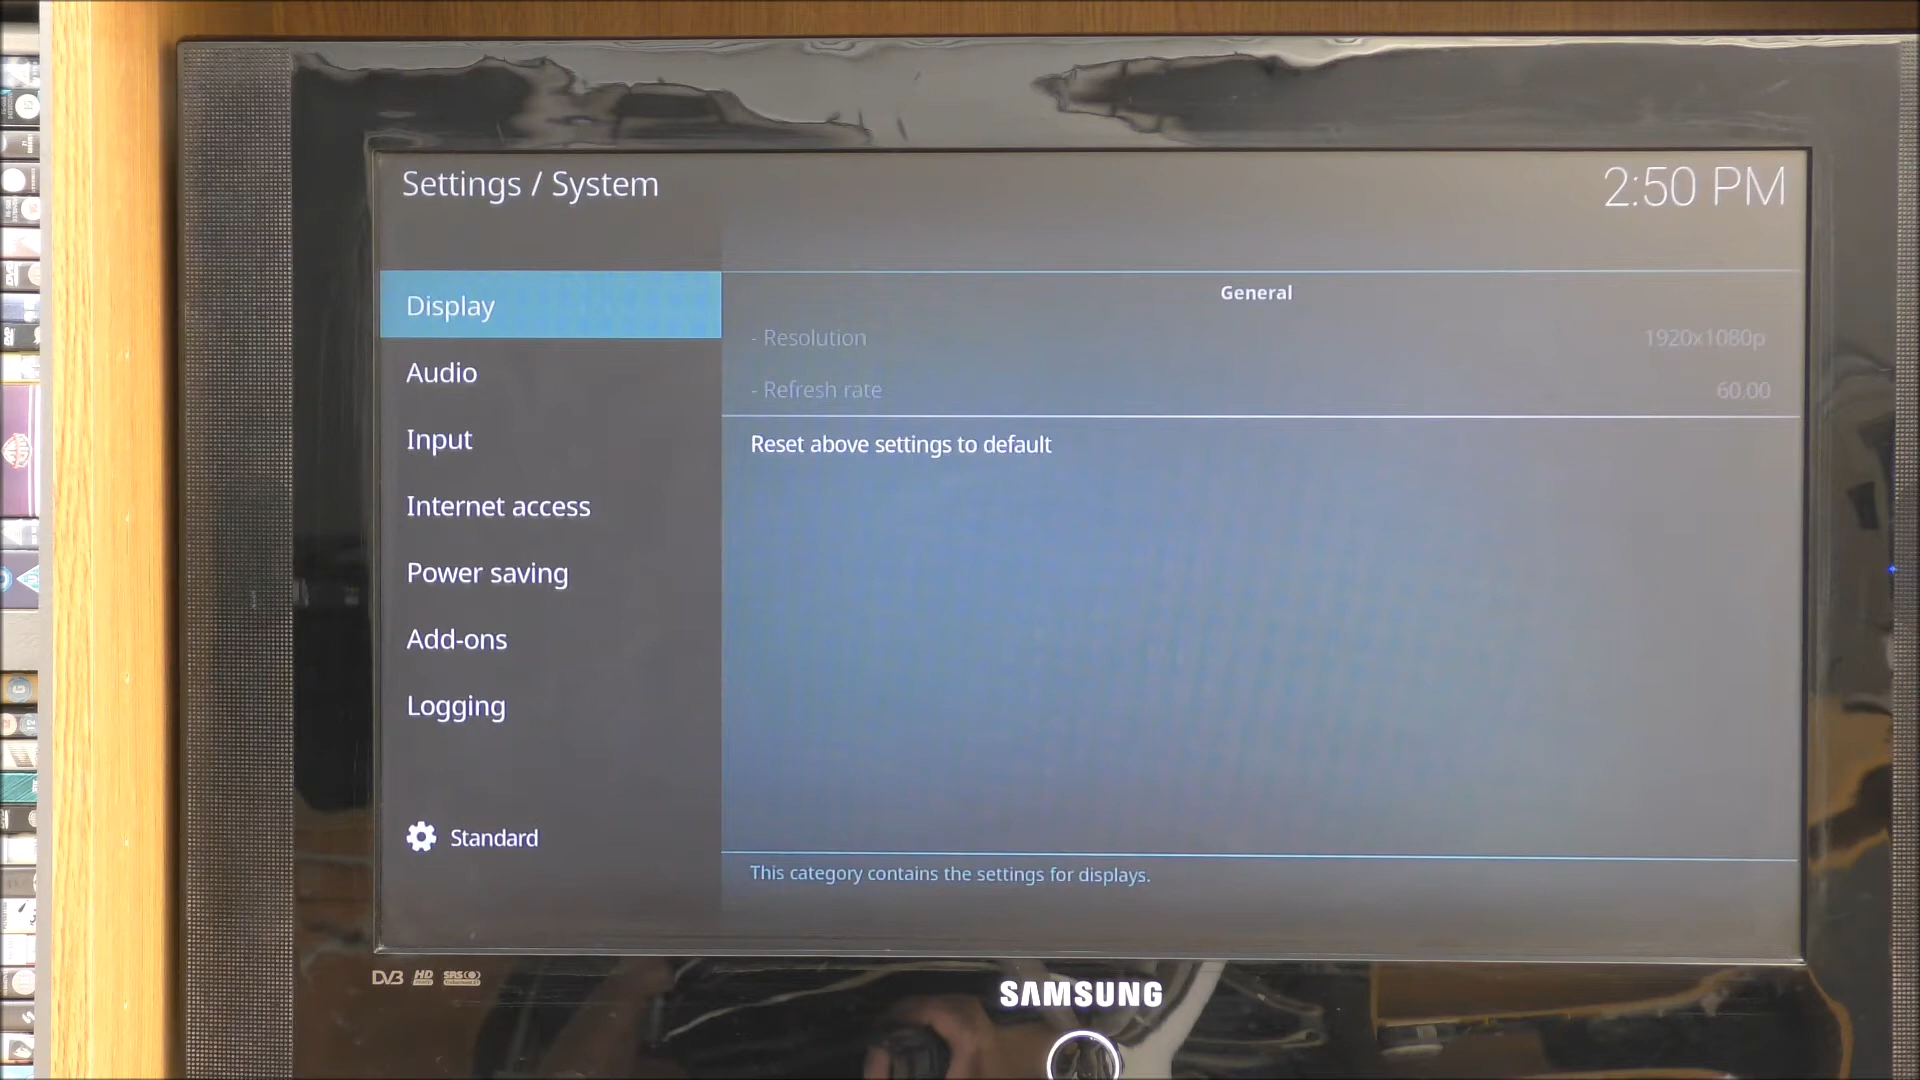 Settings / System
2:50 PM
Display
Audio
Input
Internet access
Power saving
Add-ons
Logging
Standard
General
- Resolution 1920x1080p
- Refresh rate 60.00
Reset above settings to default
This category contains the settings for displays.
DVB HD SRS
SAMSUNG